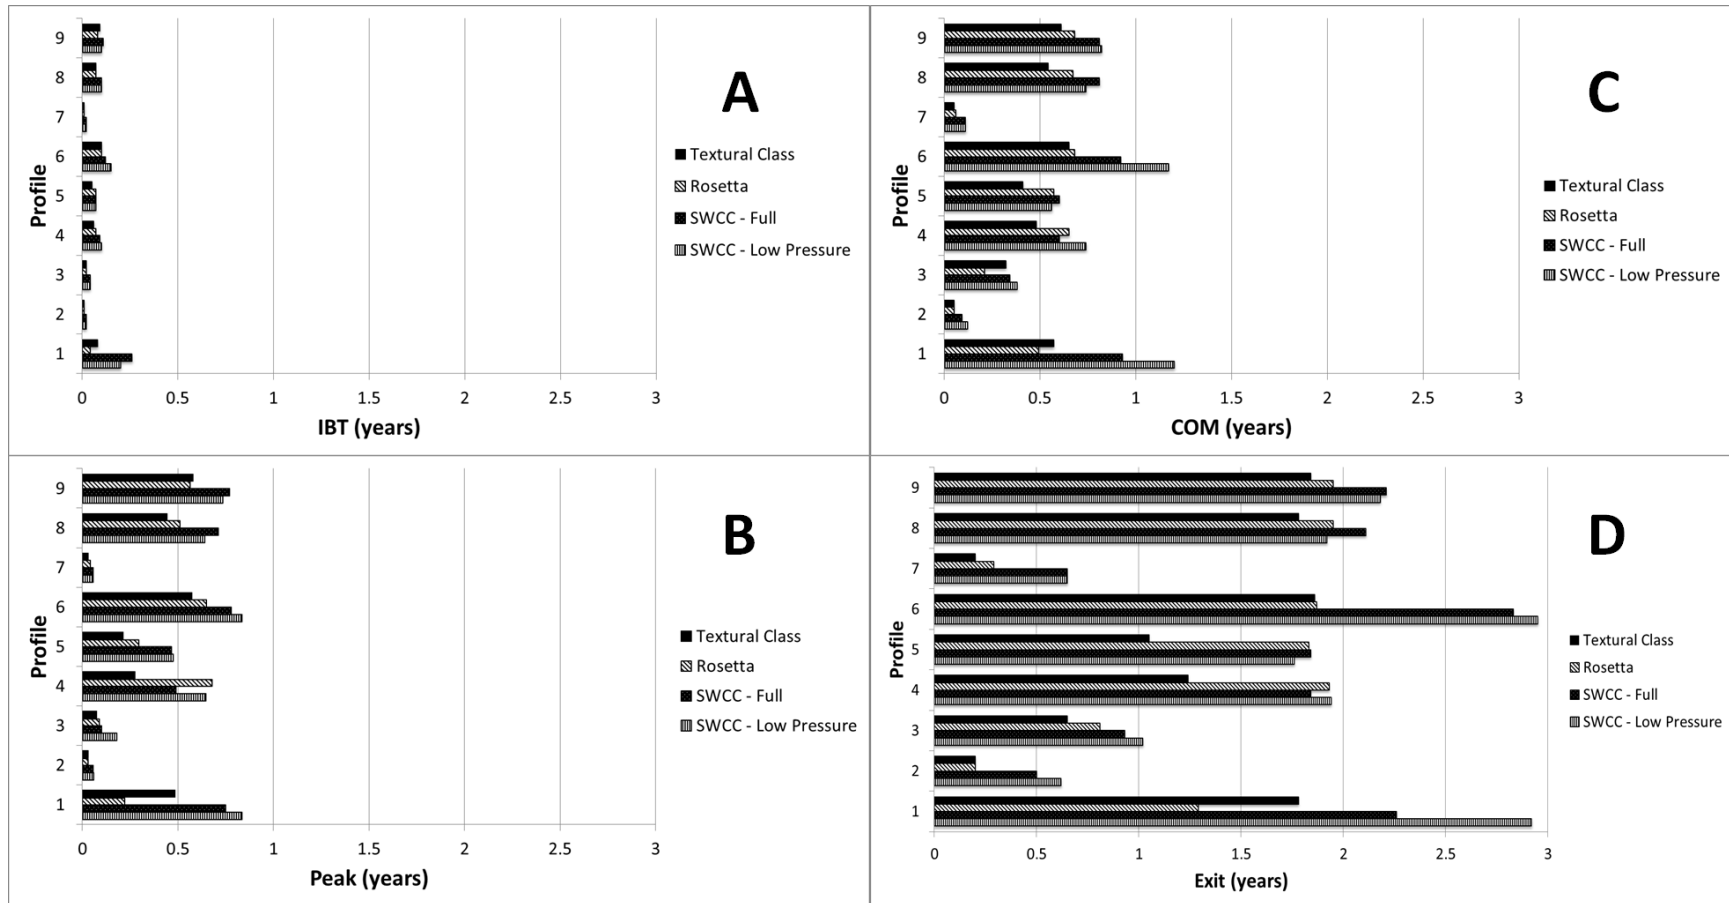 A
Profile
9
8
7
6
5
4
3
2
1
Textural Class
Rosetta
SWCC - Full
SWCC - Low Pressure
0 0.5 1 1.5 2 2.5 3
IBT (years)
C
Profile
9
8
7
6
5
4
3
2
1
Textural Class
Rosetta
SWCC - Full
SWCC - Low Pressure
0 0.5 1 1.5 2 2.5 3
COM (years)
B
Profile
9
8
7
6
5
4
3
2
1
Textural Class
Rosetta
SWCC - Full
SWCC - Low Pressure
0 0.5 1 1.5 2 2.5 3
Peak (years)
D
Profile
9
8
7
6
5
4
3
2
1
Textural Class
Rosetta
SWCC - Full
SWCC - Low Pressure
0 0.5 1 1.5 2 2.5 3
Exit (years)